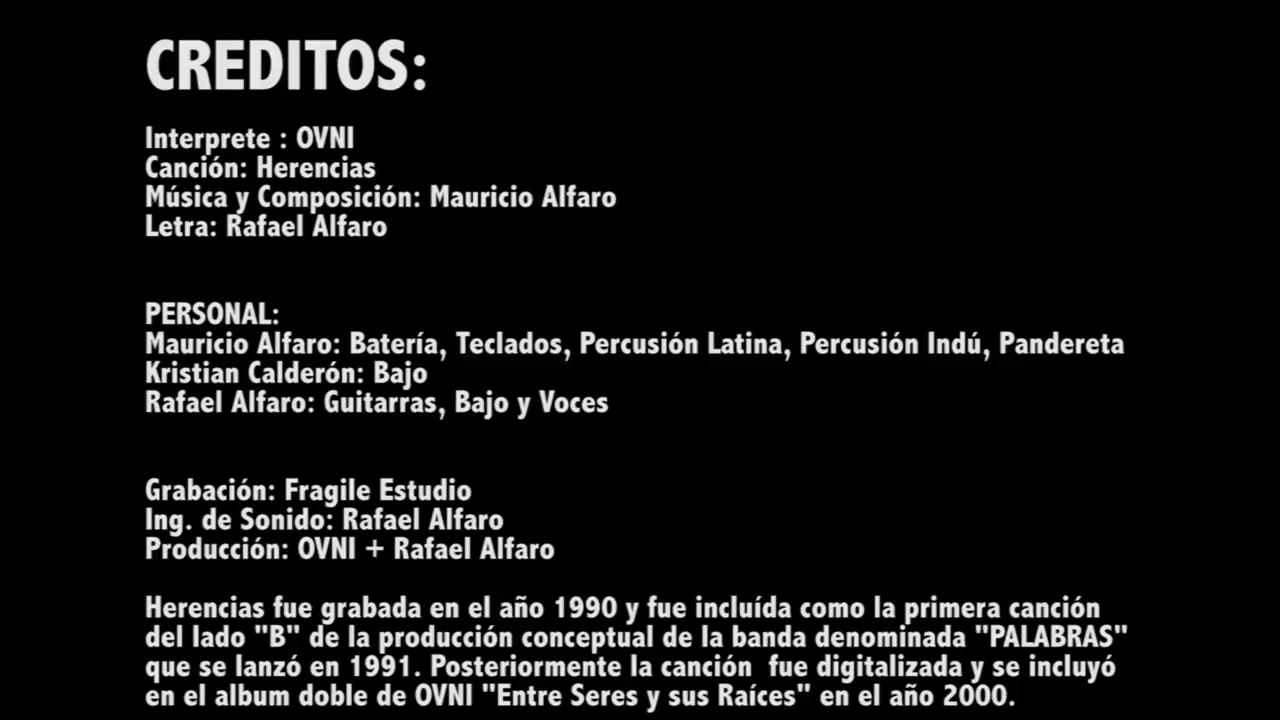 CREDITOS:
Interprete : OVNI
Canción: Herencias
Música y Composición: Mauricio Alfaro
Letra: Rafael Alfaro
PERSONAL:
Mauricio Alfaro: Batería, Teclados, Percusión Latina, Percusión Indú, Pandereta
Kristian Calderón: Bajo
Rafael Alfaro: Guitarras, Bajo y Voces
Grabación: Fragile Estudio
Ing. de Sonido: Rafael Alfaro
Producción: OVNI + Rafael Alfaro
Herencias fue grabada en el año 1990 y fue incluída como la primera canción
del lado "B" de la producción conceptual de la banda denominada "PALABRAS"
que se lanzó en 1991. Posteriormente la canción  fue digitalizada y se incluyó
en el album doble de OVNI "Entre Seres y sus Raíces" en el año 2000.